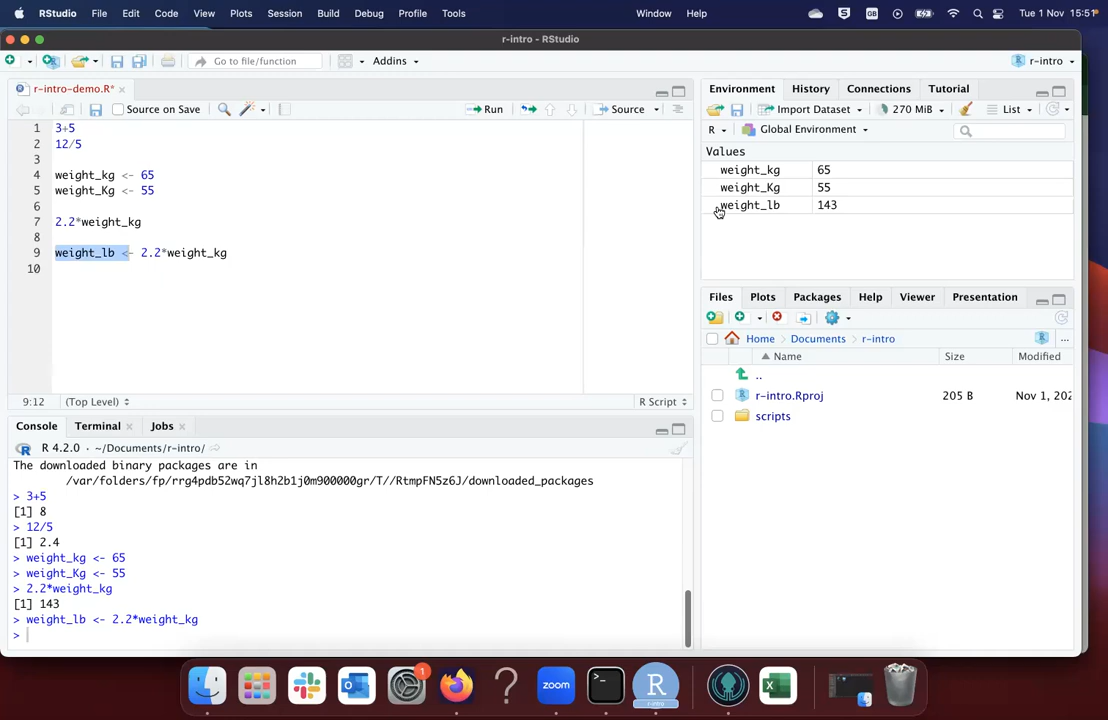 RStudio File Edit Code View Plots Session Build Debug Profile Tools Window Help Tue 1 Nov 15:51
r-intro - RStudio
Go to file/function Addins r-intro
r-intro-demo.R*
Source on Save Run Source
1 3+5
2 12/5
3
4 weight_kg <- 65
5 weight_Kg <- 55
6
7 2.2*weight_kg
8
9 weight_lb <- 2.2*weight_kg
10
9:12 (Top Level) R Script
Console Terminal Jobs
R 4.2.0 · ~/Documents/r-intro/
The downloaded binary packages are in
/var/folders/fp/rrg4pdb52wq7jl8h2b1j0m900000gr/T//RtmpFN5z6J/downloaded_packages
> 3+5
[1] 8
> 12/5
[1] 2.4
> weight_kg <- 65
> weight_Kg <- 55
> 2.2*weight_kg
[1] 143
> weight_lb <- 2.2*weight_kg
>
Environment History Connections Tutorial
Import Dataset 270 MiB List
R Global Environment
Values
weight_kg 65
weight_Kg 55
weight_lb 143
Files Plots Packages Help Viewer Presentation
Home Documents r-intro ...
Name Size Modified
..
r-intro.Rproj 205 B Nov 1, 202
scripts
1
zoom
>_
R
r-intro
X